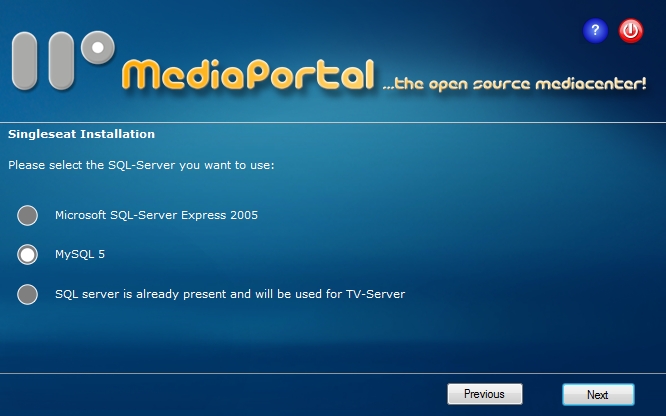 ?
MediaPortal ...the open source mediacenter!
Singleseat Installation
Please select the SQL-Server you want to use:
Microsoft SQL-Server Express 2005
MySQL 5
SQL server is already present and will be used for TV-Server
Previous Next